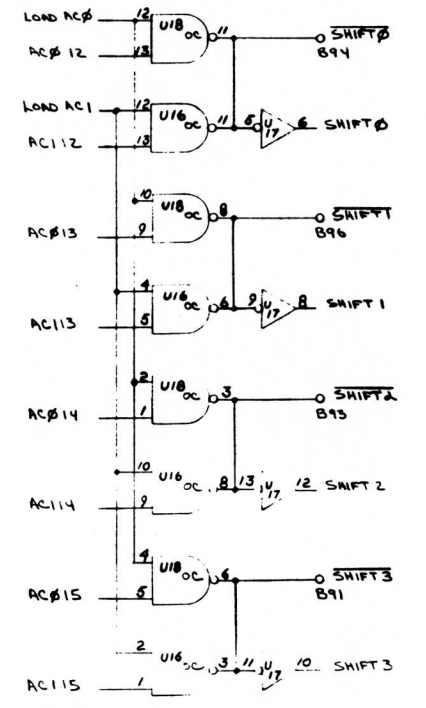 LOAD ACØ 12 U18 OC 11 SHIFTØ
ACØ 12 13 B94
LOAD AC1 12 U16 OC 11 5 U17 6 SHIFT Ø
AC112 13
10 U18 OC 8 SHIFT1
ACØ13 9 B96
4 U16 OC 6 9 U17 8 SHIFT 1
AC113 5
2 U18 OC 3 SHIFT2
ACØ14 1 B93
10 U16 OC 8 13 U17 12 SHIFT 2
AC114 9
4 U18 OC 6 SHIFT3
ACØ15 5 B91
2 U16 OC 3 11 U17 10 SHIFT 3
AC115 1